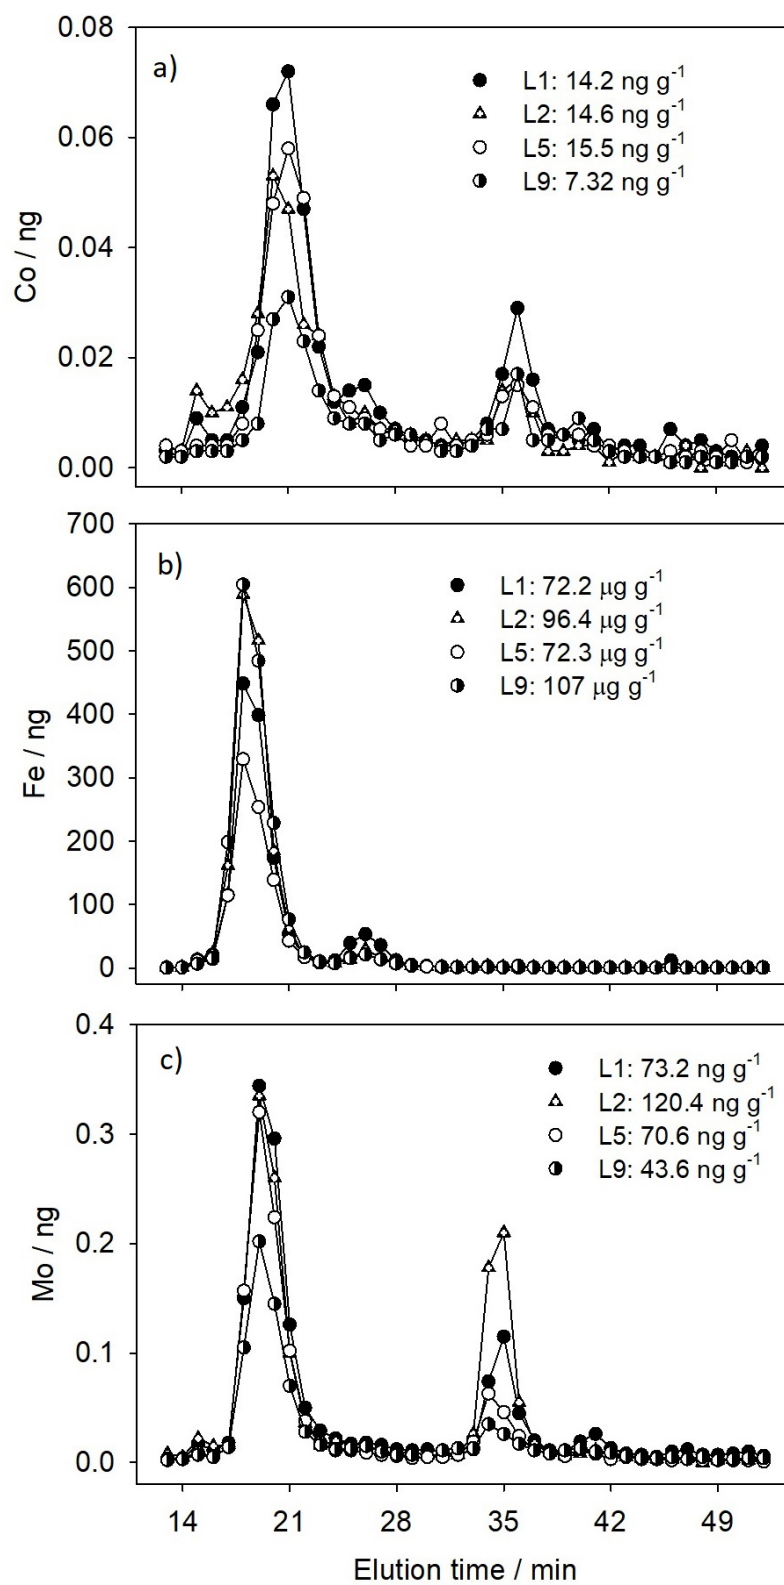 0.08
a)
L1: 14.2 ng g⁻¹
L2: 14.6 ng g⁻¹
L5: 15.5 ng g⁻¹
L9: 7.32 ng g⁻¹
0.06
0.04
0.02
0.00
Co / ng
14
21
28
35
42
49
700
b)
L1: 72.2 μg g⁻¹
L2: 96.4 μg g⁻¹
L5: 72.3 μg g⁻¹
L9: 107 μg g⁻¹
600
500
400
300
200
100
0
Fe / ng
0.4
c)
L1: 73.2 ng g⁻¹
L2: 120.4 ng g⁻¹
L5: 70.6 ng g⁻¹
L9: 43.6 ng g⁻¹
0.3
0.2
0.1
0.0
Mo / ng
Elution time / min